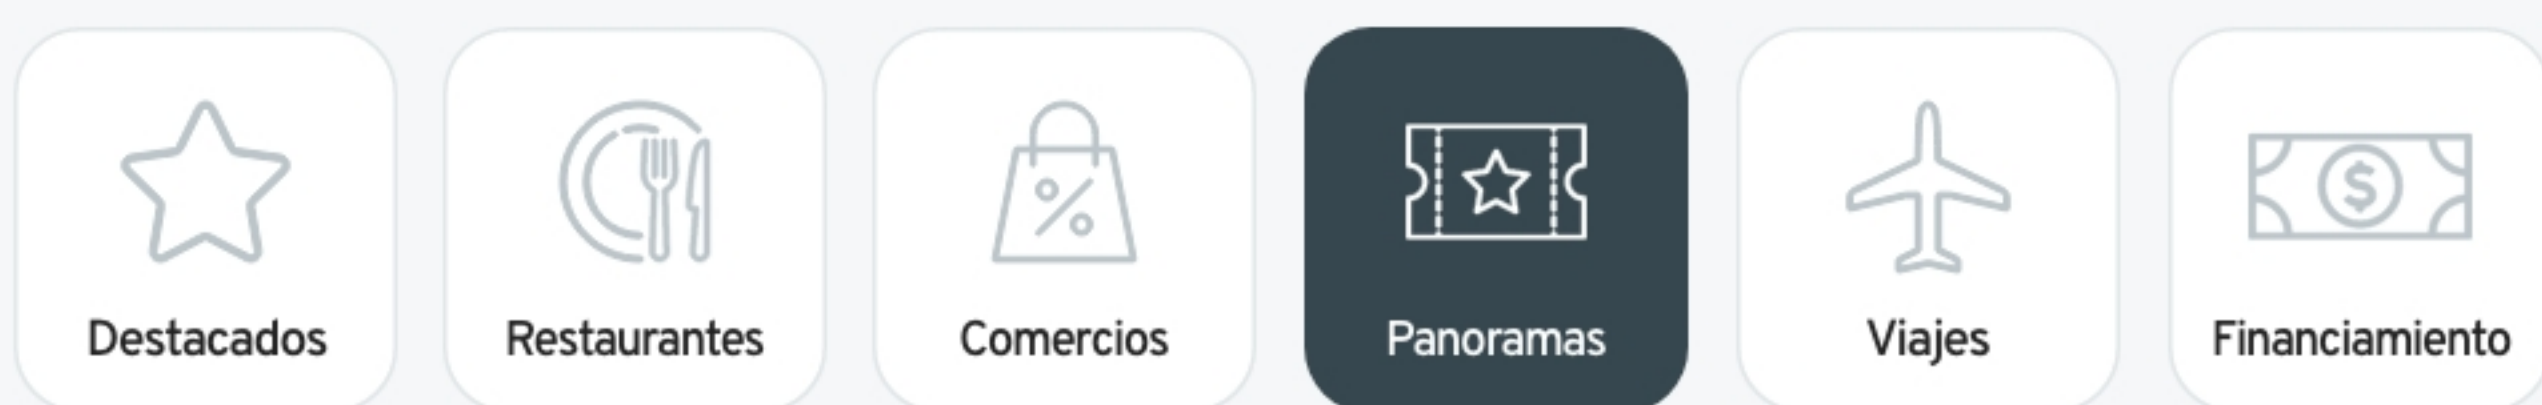 Destacados
Restaurantes
Comercios
Panoramas
Viajes
Financiamiento